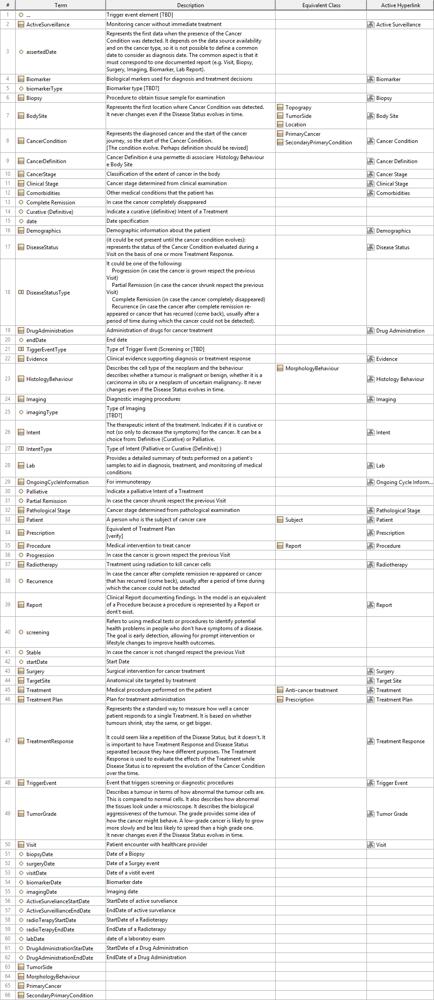 # Term Description Equivalent Class Active Hyperlink
1 ... Trigger event element [TBD]
2 ActiveSurveillance Monitoring cancer without immediate treatment Active Surveillance
3 assertedDate Represents the first data when the presence of the Cancer
Condition was detected. It depends on the data source availability
and on the cancer type, so it is not possible to define a common
date to consider as diagnosis date. The common aspect is that it
must correspond to one documented report (e.g. Visit, Biopsy,
Surgery, Imaging, Biomarker, Lab Report).
4 Biomarker Biological markers used for diagnosis and treatment decisions Biomarker
5 biomarkerType Biomarker type [TBD?]
6 Biopsy Procedure to obtain tissue sample for examination Biopsy
7 BodySite Represents the first location where Cancer Condition was detected.
It never changes even if the Disease Status evolves in time.
Topograpy
TumorSide
Location
Body Site
8 CancerCondition Represents the diagnosed cancer and the start of the cancer
journey, so the start of the Cancer Condition.
[The condition evolve. Perhaps definition should be revised]
PrimaryCancer
SecondaryPrimaryCondition
Cancer Condition
9 CancerDefinition Cancer Definition è una permette di associare  Histology Behaviour
e Body Site
Cancer Definition
10 CancerStage Classification of the extent of cancer in the body Cancer Stage
11 Clinical Stage Cancer stage determined from clinical examination Clinical Stage
12 Comorbidities Other medical conditions that the patient has Comorbidities
13 Complete Remission In case the cancer completely disappeared
14 Curative (Definitive) Indicate a curative (definitive) Intent of a Treatment
15 date Date specification
16 Demographics Demographic information about the patient Demographics
17 DiseaseStatus (it could be not present until the cancer condition evolves):
represents the status of the Cancer Condition evaluated during a
Visit on the basis of one or more Treatment Response.
Disease Status
18 DiseaseStatusType It could be one of the following:
Progression (in case the cancer is grown respect the previous
Visit)
Partial Remission (in case the cancer shrunk respect the previous
Visit)
Complete Remission (in case the cancer completely disappeared)
Recurrence (in case the cancer after complete remission re-
appeared or cancer that has recurred (come back), usually after a
period of time during which the cancer could not be detected).
19 DrugAdministration Administration of drugs for cancer treatment Drug Administration
20 endDate End date
21 TiggerEventType Type of Trigger Event (Screening or [TBD]
22 Evidence Clinical evidence supporting diagnosis or treatment response Evidence
23 HistologyBehaviour Describes the cell type of the neoplasm and the behaviour
describes whether a tumour is malignant or benign, whether it is a
carcinoma in situ or a neoplasm of uncertain malignancy. It never
changes even if the Disease Status evolves in time.
MorphologyBehaviour
Histology Behaviour
24 Imaging Diagnostic imaging procedures Imaging
25 imagingType Type of Imaging
[TBD?]
26 Intent The therapeutic intent of the treatment. Indicates if it is curative or
not (so only to decrease the symptoms) for the cancer. It can be a
choice from: Definitive (Curative) or Palliative.
Intent
27 IntentType Type of Intent (Palliative or Curative (Definitive) )
28 Lab Provides a detailed summary of tests performed on a patient's
samples to aid in diagnosis, treatment, and monitoring of medical
conditions
Lab
29 OngoingCycleInformation For immunoterapy Ongoing Cycle Inform...
30 Palliative Indicate a palliative Intent of a Treatment
31 Partial Remission In case the cancer shrunk respect the previous Visit
32 Pathological Stage Cancer stage determined from pathological examination Pathological Stage
33 Patient A person who is the subject of cancer care Subject Patient
34 Prescription Equivalent of Treatment Plan
[verify]
Prescription
35 Procedure Medical intervention to treat cancer Report Procedure
36 Progression In case the cancer is grown respect the previous Visit
37 Radiotherapy Treatment using radiation to kill cancer cells Radiotherapy
38 Recurrence In case the cancer after complete remission re-appeared or cancer
that has recurred (come back), usually after a period of time during
which the cancer could not be detected
39 Report Clinical Report documenting findings. In the model is an equivalent
of a Procedure because a procedure is represented by a Report or
dont't exist.
Report
40 screening Refers to using medical tests or procedures to identify potential
health problems in people who don't have symptoms of a disease.
The goal is early detection, allowing for prompt intervention or
lifestyle changes to improve health outcomes.
41 Stable In case the cancer is not changed respect the previous Visit
42 startDate Start Date
43 Surgery Surgical intervention for cancer treatment Surgery
44 TargetSite Anatomical site targeted by treatment Target Site
45 Treatment Medical procedure performed on the patient Anti-cancer treatment Treatment
46 Treatment Plan Plan for treatment administration Prescription Treatment Plan
47 TreatmentResponse Represents the a standard way to measure how well a cancer
patient responds to a single Treatment. It is based on whether
tumours shrink, stay the same, or get bigger.
It could seem like a repetition of the Disease Status, but it doesn't. It
is important to have Treatment Response and Disease Status
separated because they have different purposes. The Treatment
Response is used to evaluate the effects of the Treatment while
Disease Status is to represent the evolution of the Cancer Condition
over the time.
Treatment Response
48 TriggerEvent Event that triggers screening or diagnostic procedures Trigger Event
49 TumorGrade Describes a tumour in terms of how abnormal the tumour cells are.
This is compared to normal cells. It also describes how abnormal
the tissues look under a microscope. It describes the biological
aggressiveness of the tumour. The grade provides some idea of
how the cancer might behave. A low-grade cancer is likely to grow
more slowly and be less likely to spread than a high grade one.
It never changes even if the Disease Status evolves in time.
Tumor Grade
50 Visit Patient encounter with healthcare provider Visit
51 biopsyDate Date of a Biopsy
52 surgeryDate Date of a Surgey event
53 visitDate Date of a vistit event
54 biomarkerDate Biomarker date
55 imagingDate Imaging date
56 ActiveSurvelianceStartDate StartDate of active surveliance
57 ActiveSurveillianceEndDate EndDate of active surveliance
58 radioTerapyStartDate StartDate of a Radioterapy
59 radioTerapyEndDate EndDate of a Radioterapy
60 labDate date of a laboratoy exam
61 DrugAdministrationStarDate StartDate of a Drug Administration
62 DrugAdministrationEndDate EndDate of a Drug Administration
63 TumorSide
64 MorphologyBehaviour
65 PrimaryCancer
66 SecondaryPrimaryCondition